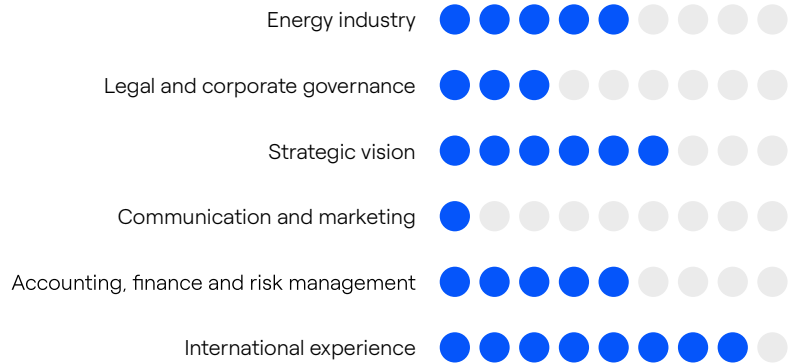 Energy industry
Legal and corporate governance
Strategic vision
Communication and marketing
Accounting, finance and risk management
International experience